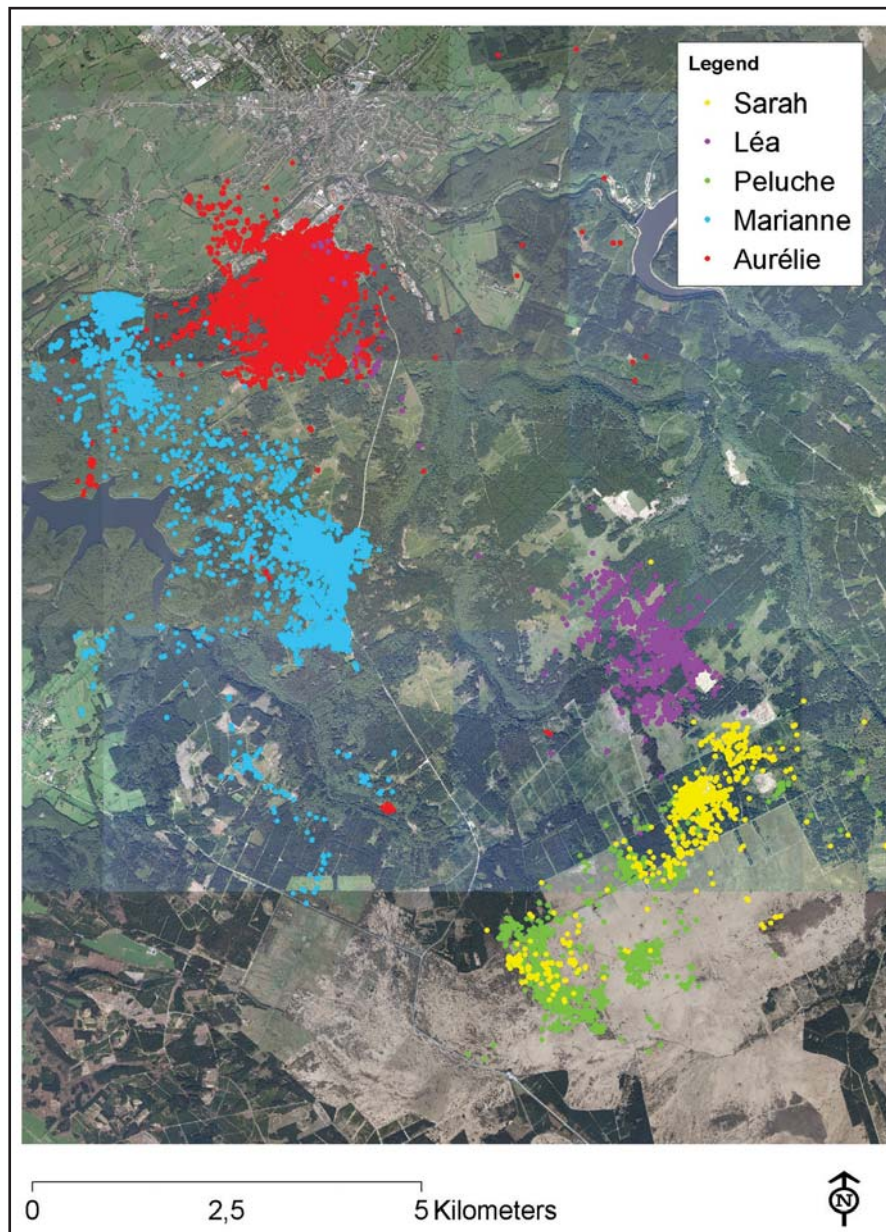 Legend
Sarah
Léa
Peluche
Marianne
Aurélie
0 2,5 5 Kilometers
N